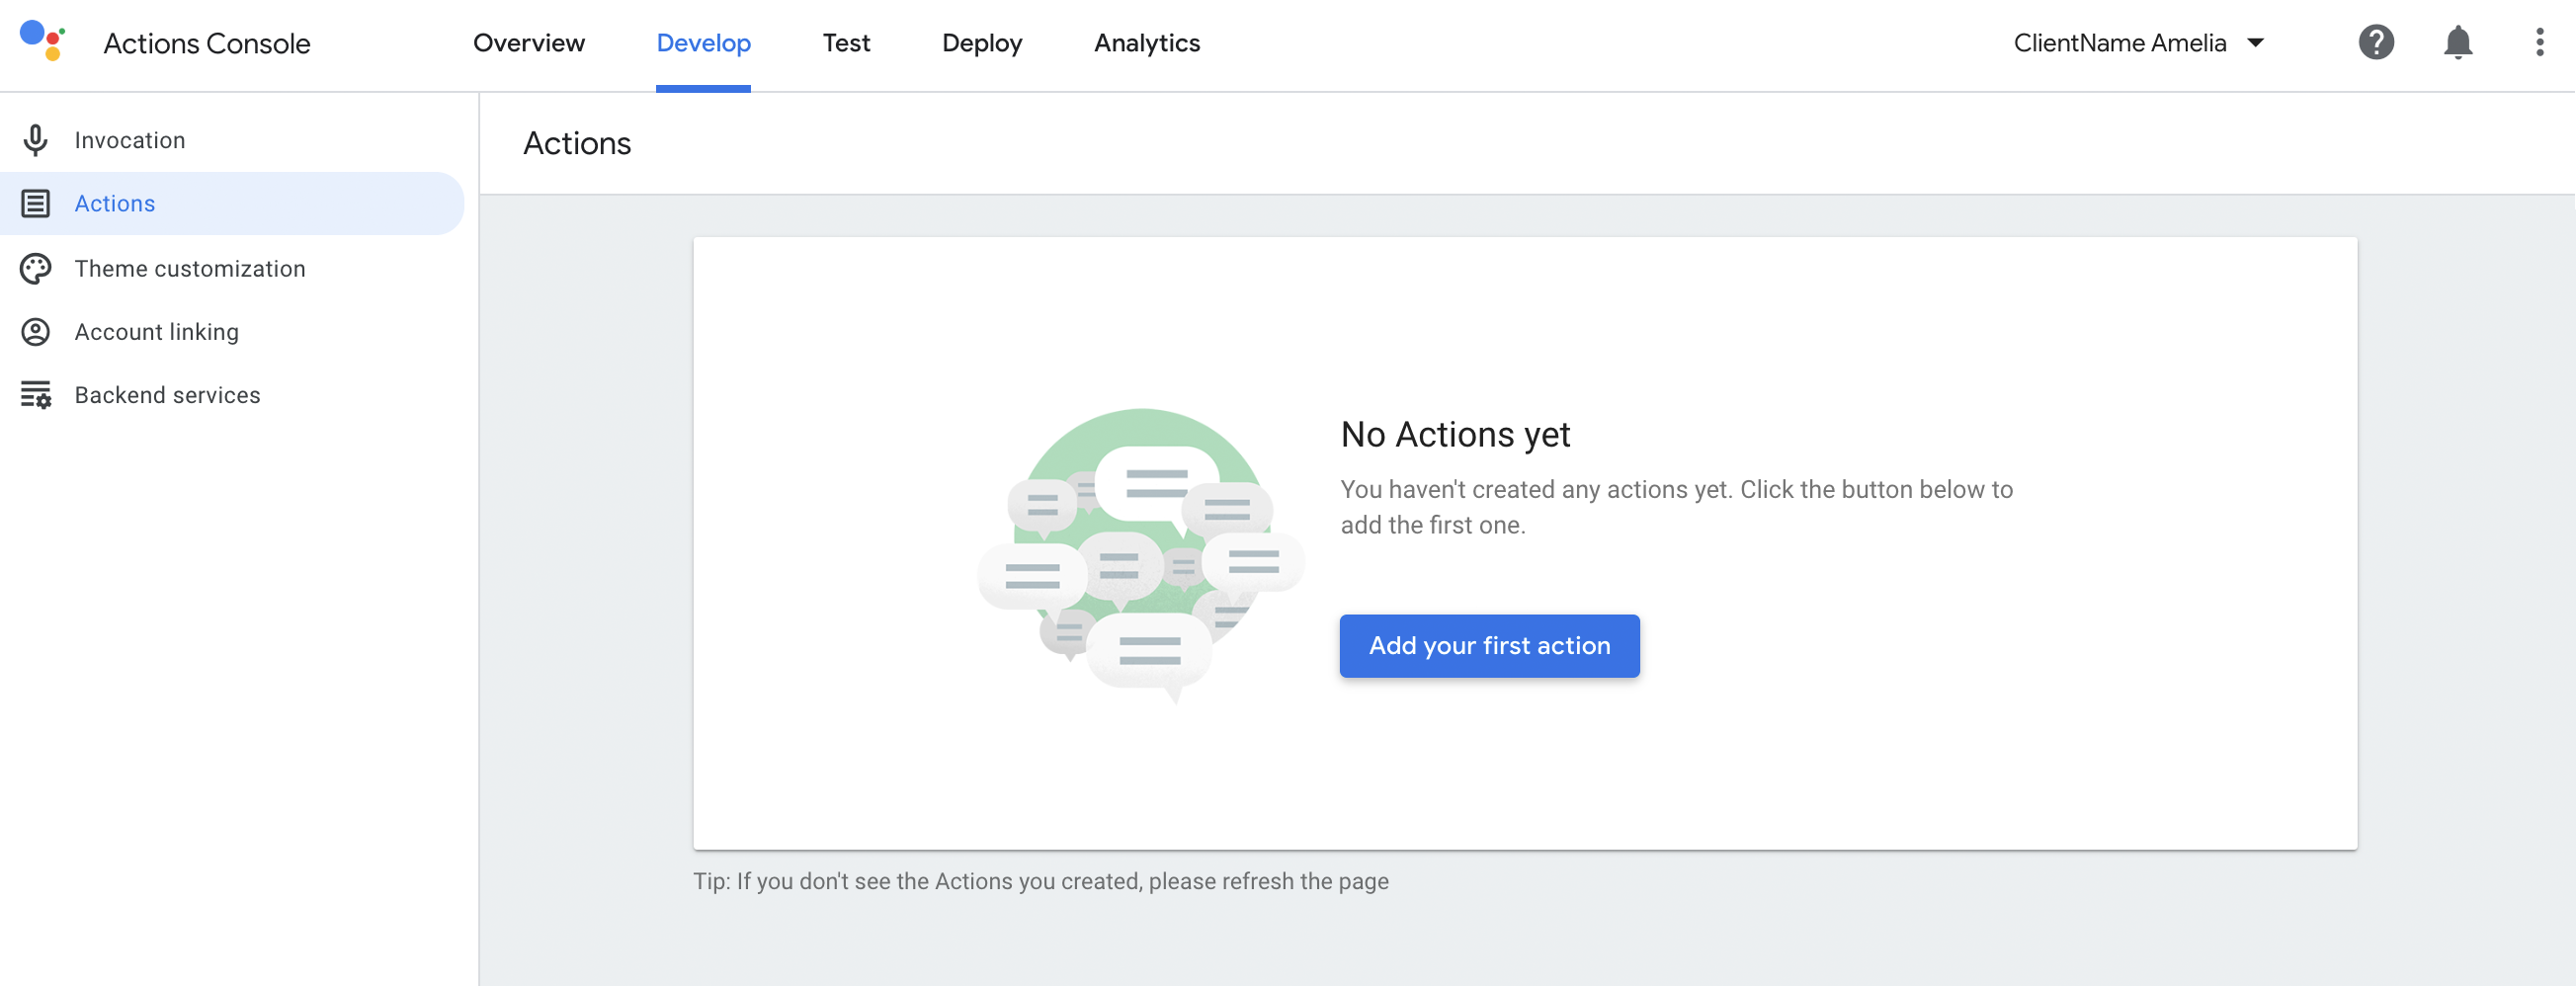 Actions Console
Overview
Develop
Test
Deploy
Analytics
ClientName Amelia
Invocation
Actions
Theme customization
Account linking
Backend services
Actions
No Actions yet
You haven't created any actions yet. Click the button below to
add the first one.
Add your first action
Tip: If you don't see the Actions you created, please refresh the page